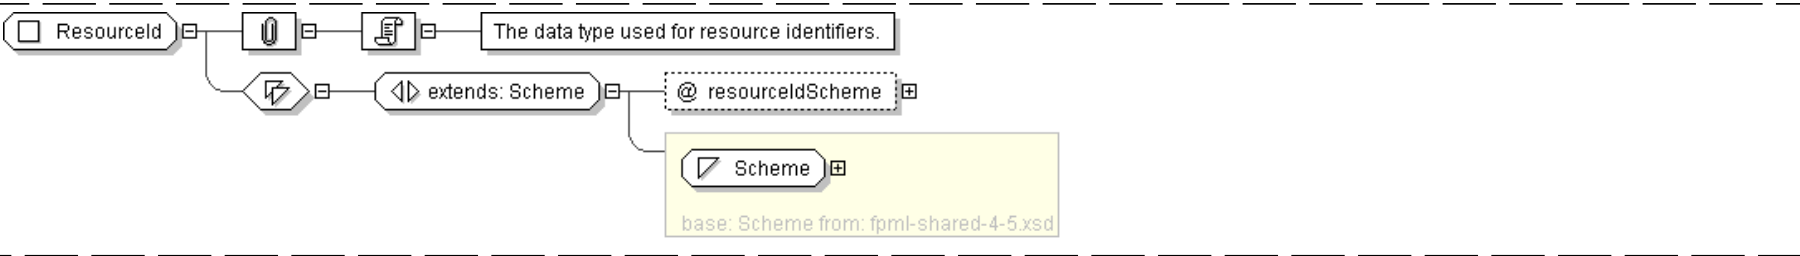 ResourceId
The data type used for resource identifiers.
extends: Scheme
@ resourceIdScheme
Scheme
base: Scheme from: fpml-shared-4-5.xsd